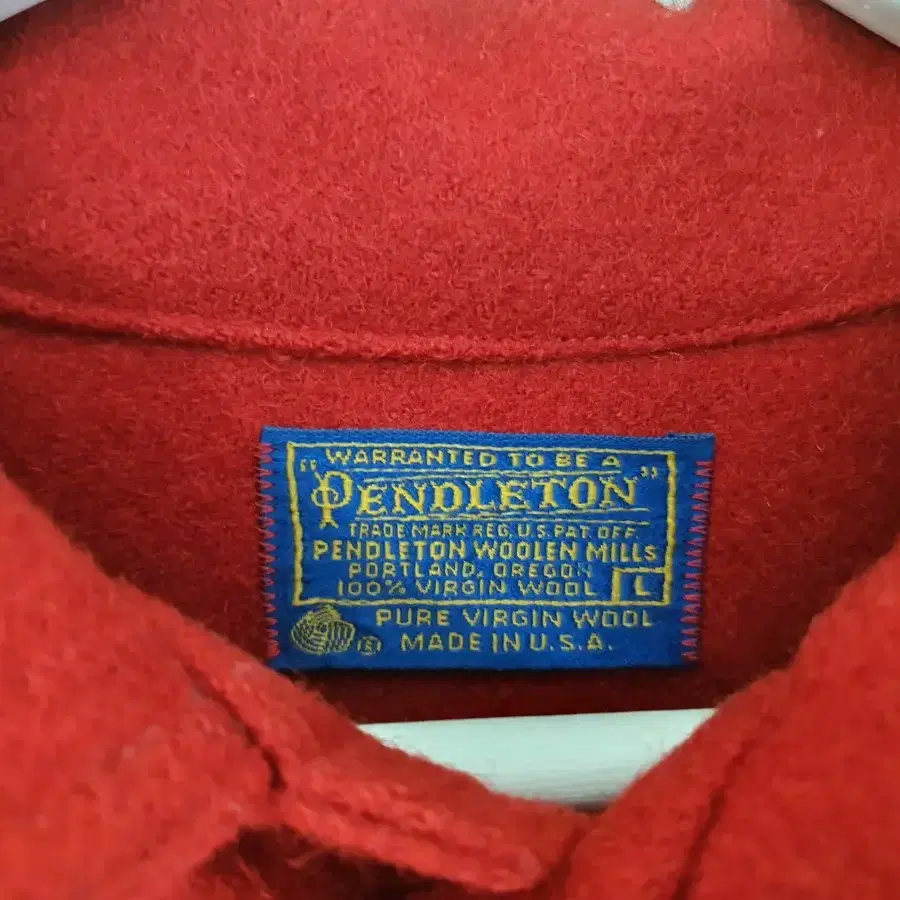 WARRANTED TO BE A
"PENDLETON"
TRADE MARK REG. U.S. PAT. OFF.
PENDLETON WOOLEN MILLS
PORTLAND, OREGON
100% VIRGIN WOOL L
PURE VIRGIN WOOL
MADE IN U.S.A.